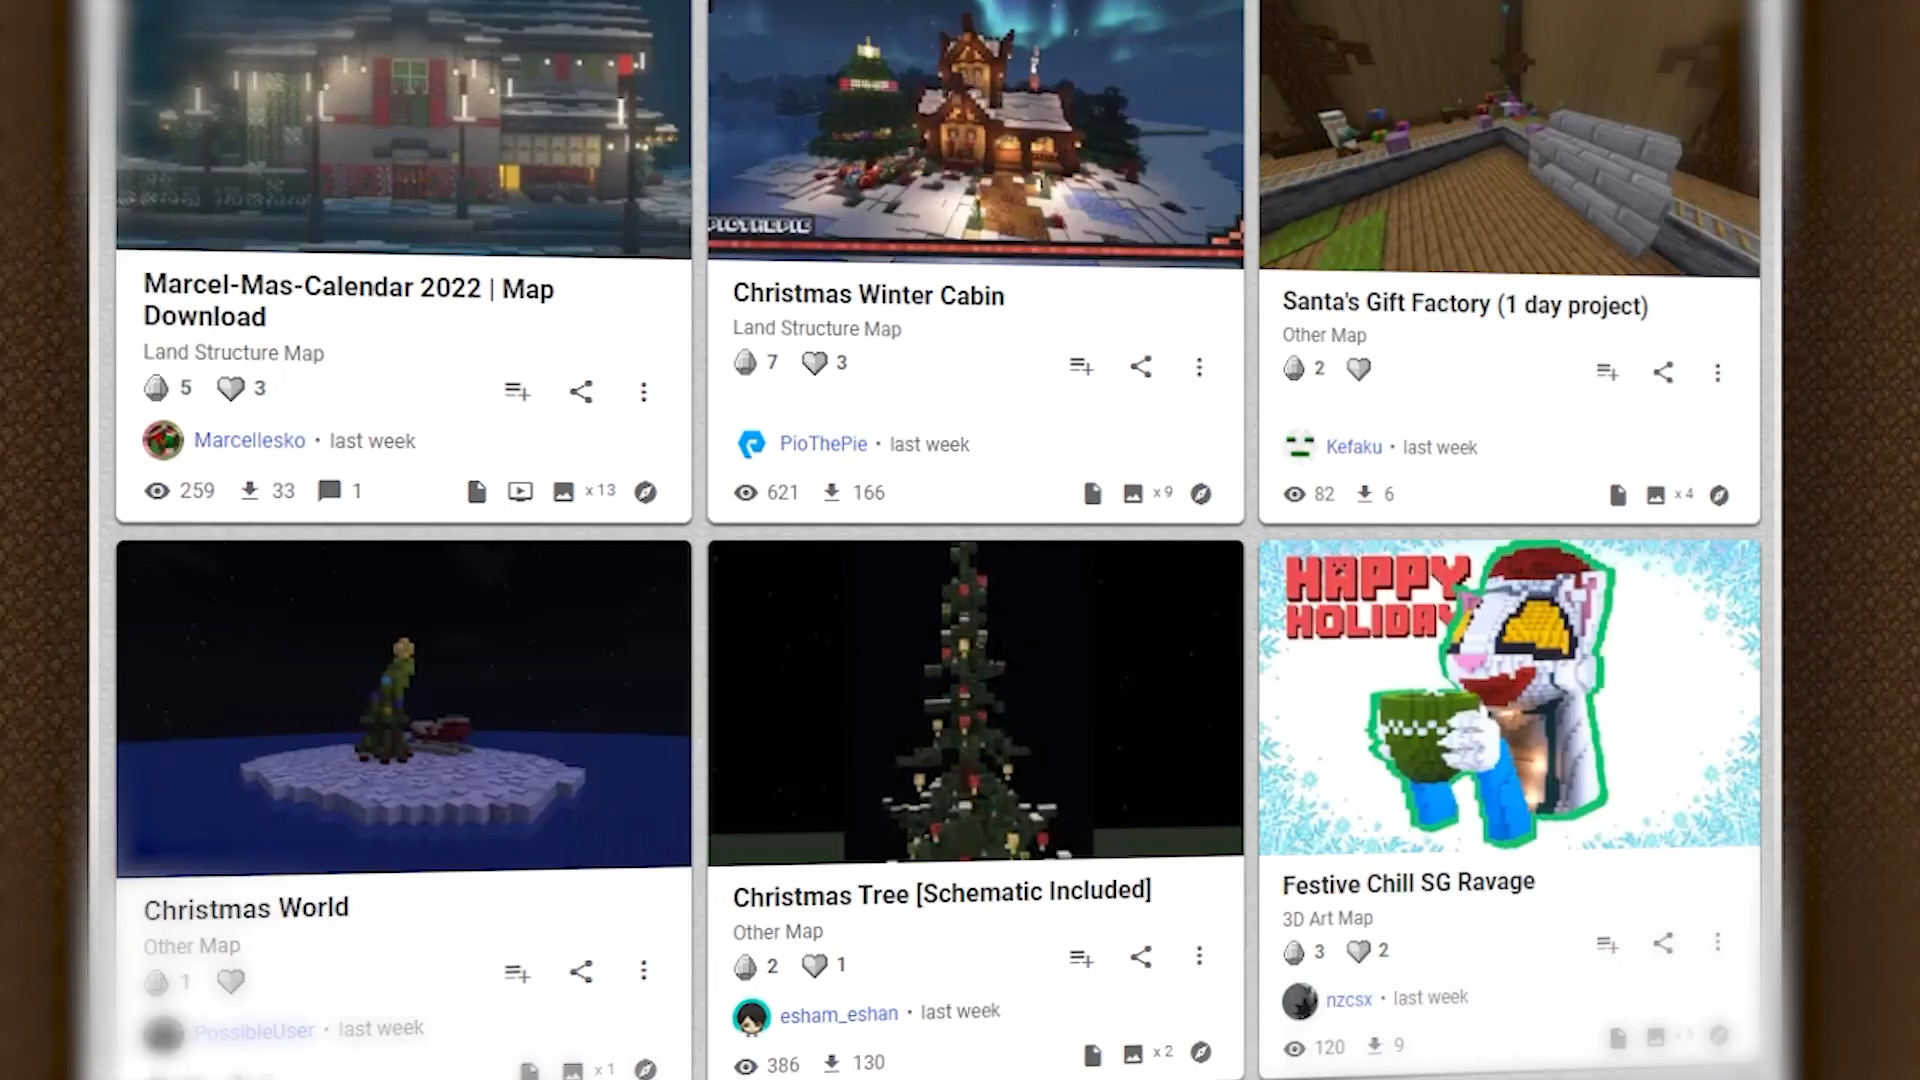 PIOTHEPIE
Marcel-Mas-Calendar 2022 | Map
Download
Land Structure Map
5 3
Marcellesko • last week
259 33 1 x13
Christmas Winter Cabin
Land Structure Map
7 3
PioThePie • last week
621 166 x9
Santa's Gift Factory (1 day project)
Other Map
2
Kefaku • last week
82 6 x4
Christmas World
Other Map
1
PossibleUser • last week
x1
Christmas Tree [Schematic Included]
Other Map
2 1
esham_eshan • last week
386 130 x2
HAPPY
HOLIDAY
Festive Chill SG Ravage
3D Art Map
3 2
nzcsx • last week
120 9 x5